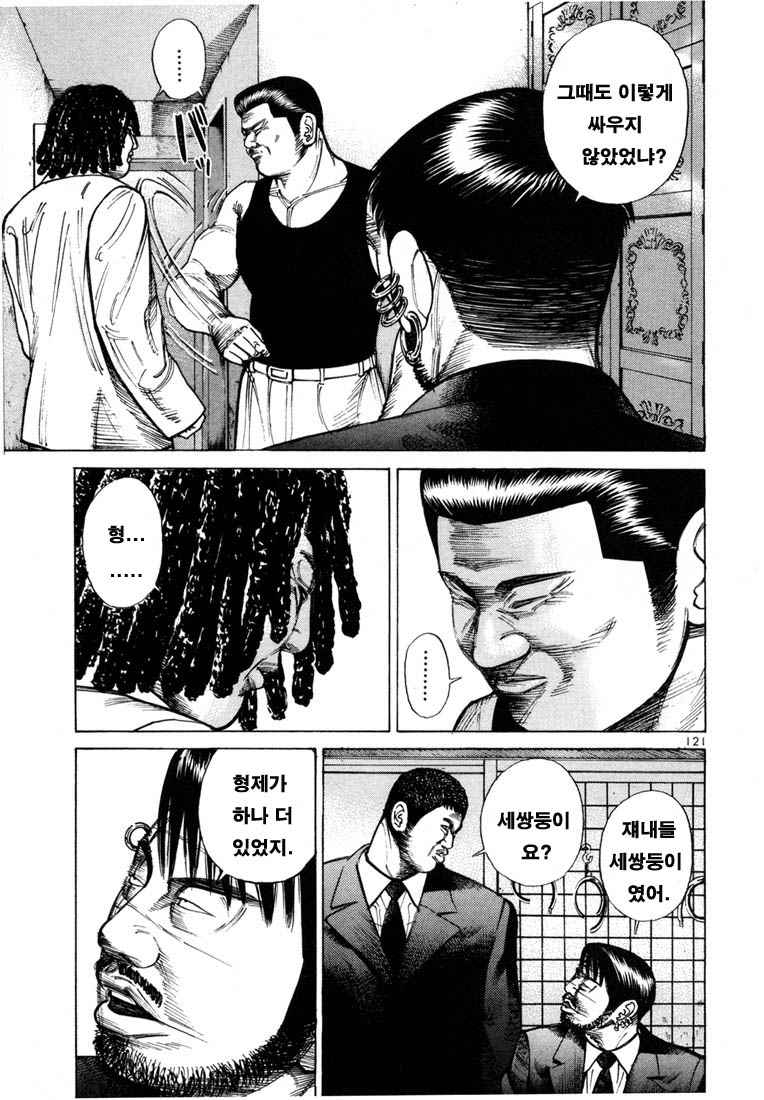 그때도 이렇게
싸우지
않았었냐?
......
......
형...
.....
121
쟤내들
세쌍둥이
였어.
세쌍둥이
요?
형제가
하나 더
있었지.